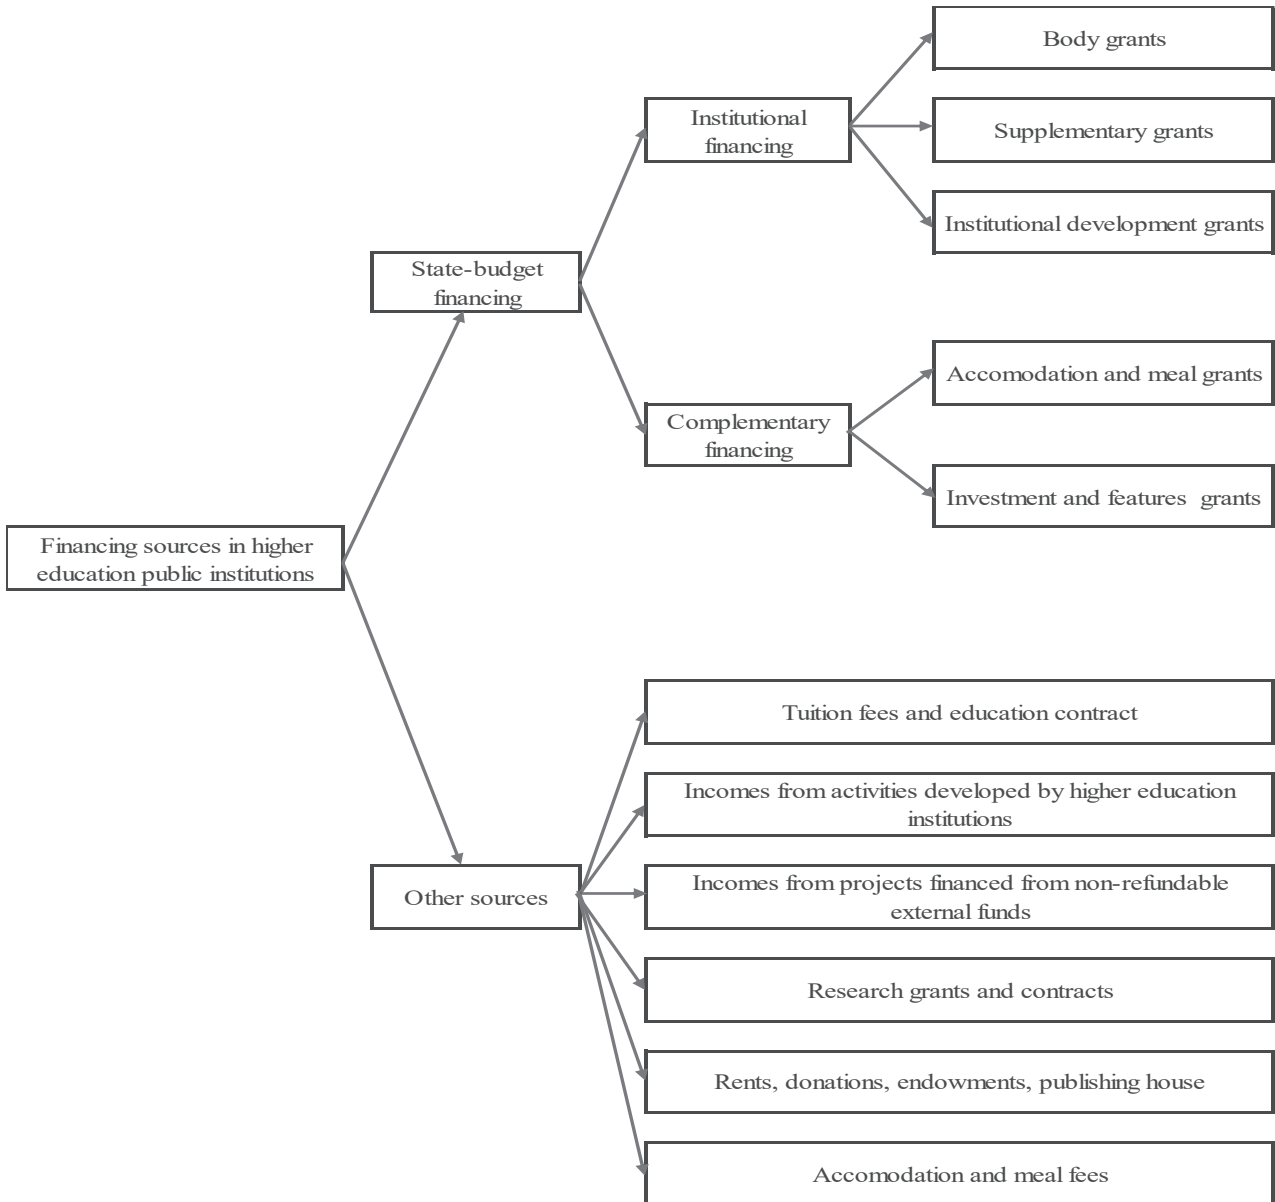 Body grants
Institutional
financing
Supplementary grants
Institutional development grants
State-budget
financing
Accomodation and meal grants
Complementary
financing
Investment and features grants
Financing sources in higher
education public institutions
Tuition fees and education contract
Incomes from activities developed by higher education
institutions
Other sources
Incomes from projects financed from non-refundable
external funds
Research grants and contracts
Rents, donations, endowments, publishing house
Accomodation and meal fees